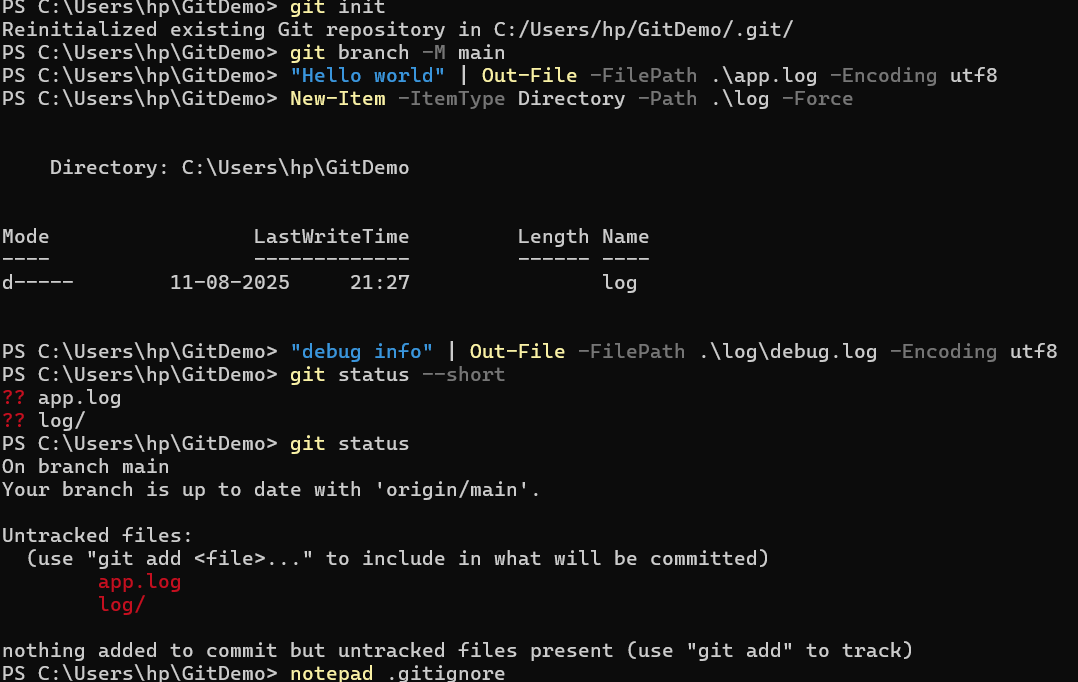 PS C:\Users\hp\GitDemo> git init
Reinitialized existing Git repository in C:/Users/hp/GitDemo/.git/
PS C:\Users\hp\GitDemo> git branch -M main
PS C:\Users\hp\GitDemo> "Hello world" | Out-File -FilePath .\app.log -Encoding utf8
PS C:\Users\hp\GitDemo> New-Item -ItemType Directory -Path .\log -Force
    Directory: C:\Users\hp\GitDemo
Mode                 LastWriteTime         Length Name
----                 -------------         ------ ----
d-----        11-08-2025     21:27                log
PS C:\Users\hp\GitDemo> "debug info" | Out-File -FilePath .\log\debug.log -Encoding utf8
PS C:\Users\hp\GitDemo> git status --short
?? app.log
?? log/
PS C:\Users\hp\GitDemo> git status
On branch main
Your branch is up to date with 'origin/main'.
Untracked files:
  (use "git add <file>..." to include in what will be committed)
        app.log
        log/
nothing added to commit but untracked files present (use "git add" to track)
PS C:\Users\hp\GitDemo> notepad .gitignore